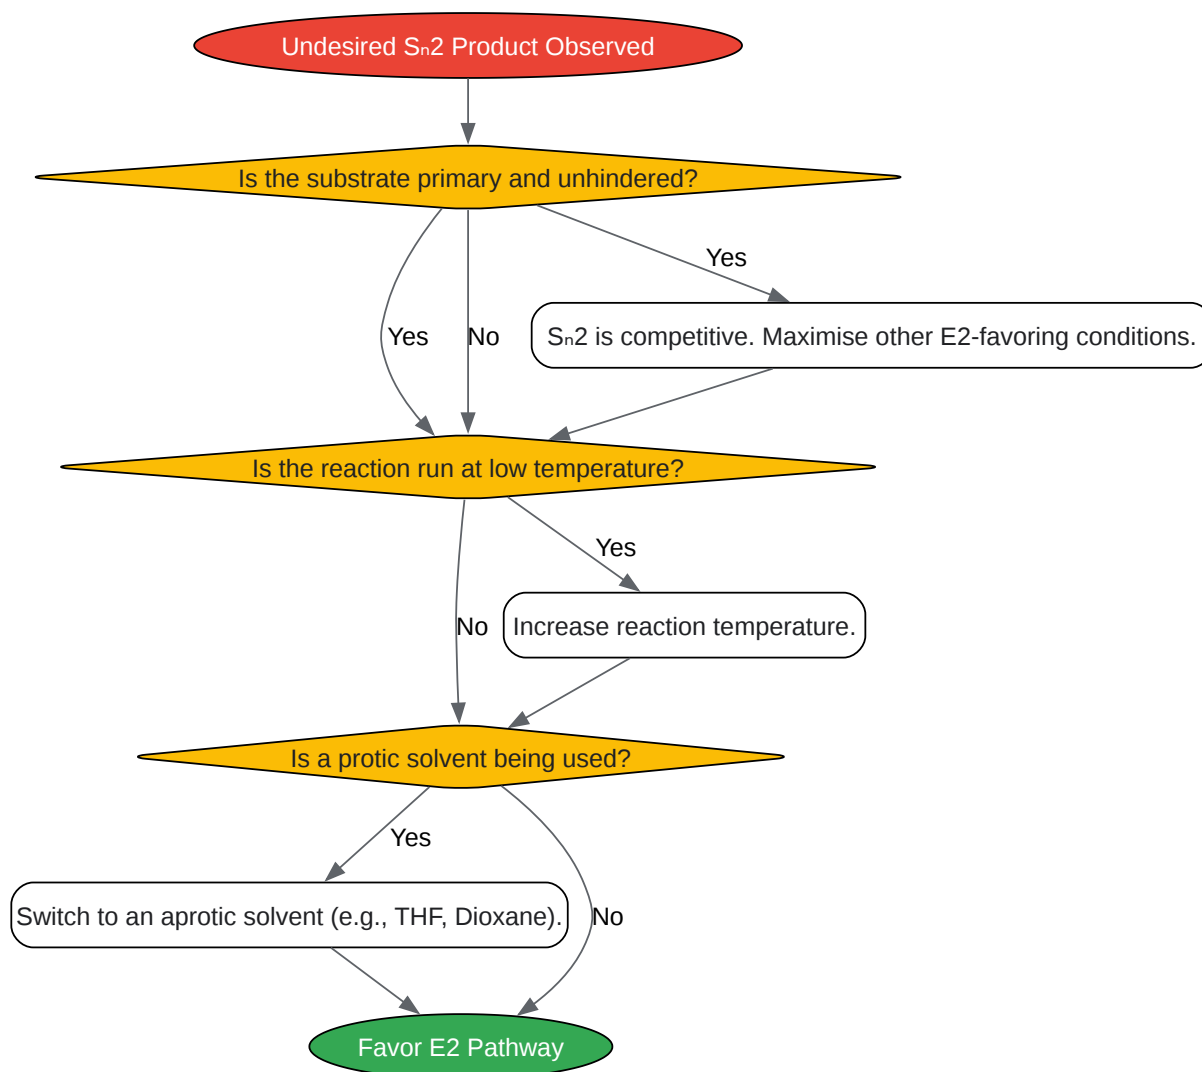 Undesired Sₙ2 Product Observed
Is the substrate primary and unhindered?
Yes
Yes
No
Sₙ2 is competitive. Maximise other E2-favoring conditions.
Is the reaction run at low temperature?
Yes
No
Increase reaction temperature.
Is a protic solvent being used?
Yes
Switch to an aprotic solvent (e.g., THF, Dioxane).
No
Favor E2 Pathway